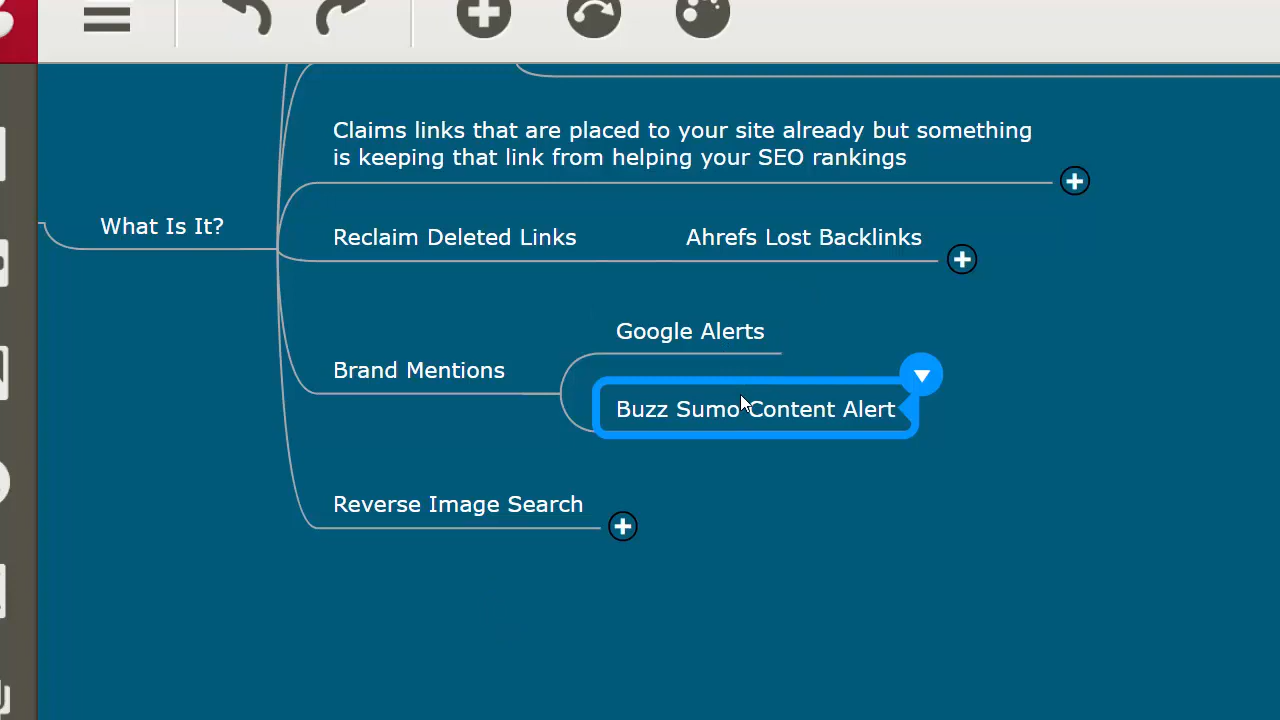 Claims links that are placed to your site already but something
is keeping that link from helping your SEO rankings
What Is It?
Reclaim Deleted Links
Ahrefs Lost Backlinks
Google Alerts
Brand Mentions
Buzz Sumo Content Alert
Reverse Image Search